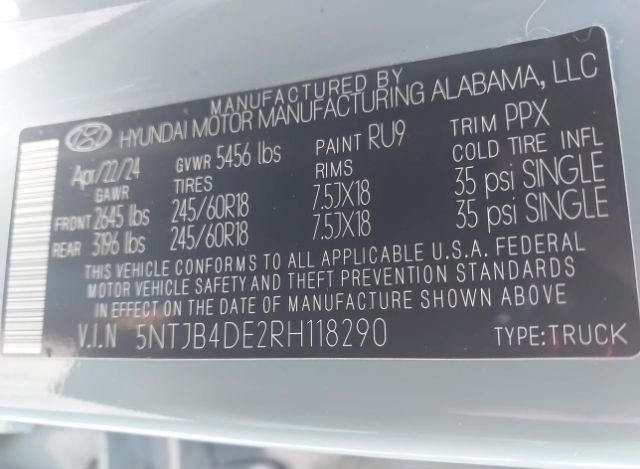 MANUFACTURED BY
HYUNDAI MOTOR MANUFACTURING ALABAMA, LLC
Apr/22/24 GVWR 5456 lbs PAINT RU9 TRIM PPX
GAWR TIRES RIMS COLD TIRE INFL
FRONT 2645 lbs 245/60R18 7.5JX18 35 psi SINGLE
REAR 3196 lbs 245/60R18 7.5JX18 35 psi SINGLE
THIS VEHICLE CONFORMS TO ALL APPLICABLE U.S.A. FEDERAL
MOTOR VEHICLE SAFETY AND THEFT PREVENTION STANDARDS
IN EFFECT ON THE DATE OF MANUFACTURE SHOWN ABOVE
V.I.N 5NTJB4DE2RH118290 TYPE:TRUCK